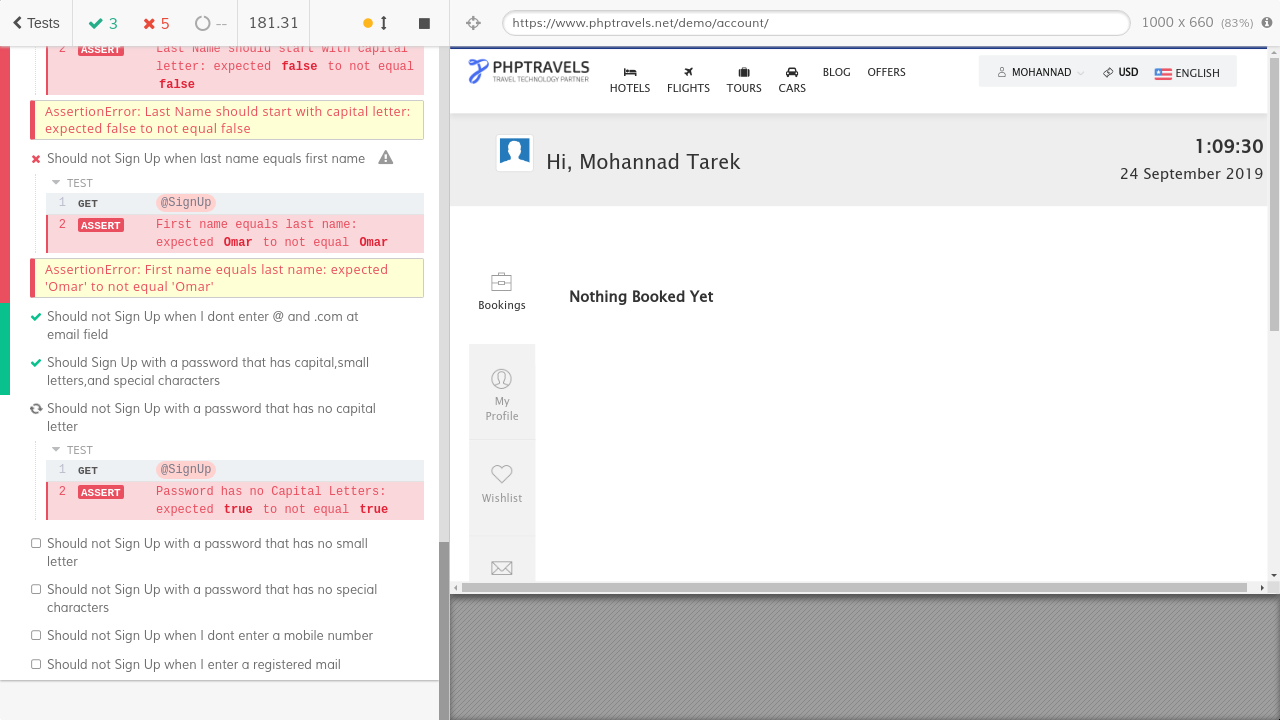 Tests
3
5
--
181.31
https://www.phptravels.net/demo/account/
1000 x 660 (83%)
2 ASSERT Last Name should start with capital
letter: expected false to not equal
false
AssertionError: Last Name should start with capital letter:
expected false to not equal false
Should not Sign Up when last name equals first name
TEST
1 GET @SignUp
2 ASSERT First name equals last name:
expected Omar to not equal Omar
AssertionError: First name equals last name: expected
'Omar' to not equal 'Omar'
Should not Sign Up when I dont enter @ and .com at
email field
Should Sign Up with a password that has capital,small
letters,and special characters
Should not Sign Up with a password that has no capital
letter
TEST
1 GET @SignUp
2 ASSERT Password has no Capital Letters:
expected true to not equal true
Should not Sign Up with a password that has no small
letter
Should not Sign Up with a password that has no special
characters
Should not Sign Up when I dont enter a mobile number
Should not Sign Up when I enter a registered mail
PHPTRAVELS
TRAVEL TECHNOLOGY PARTNER
HOTELS
FLIGHTS
TOURS
CARS
BLOG
OFFERS
MOHANNAD
USD
ENGLISH
Hi, Mohannad Tarek
1:09:30
24 September 2019
Bookings
Nothing Booked Yet
My
Profile
Wishlist